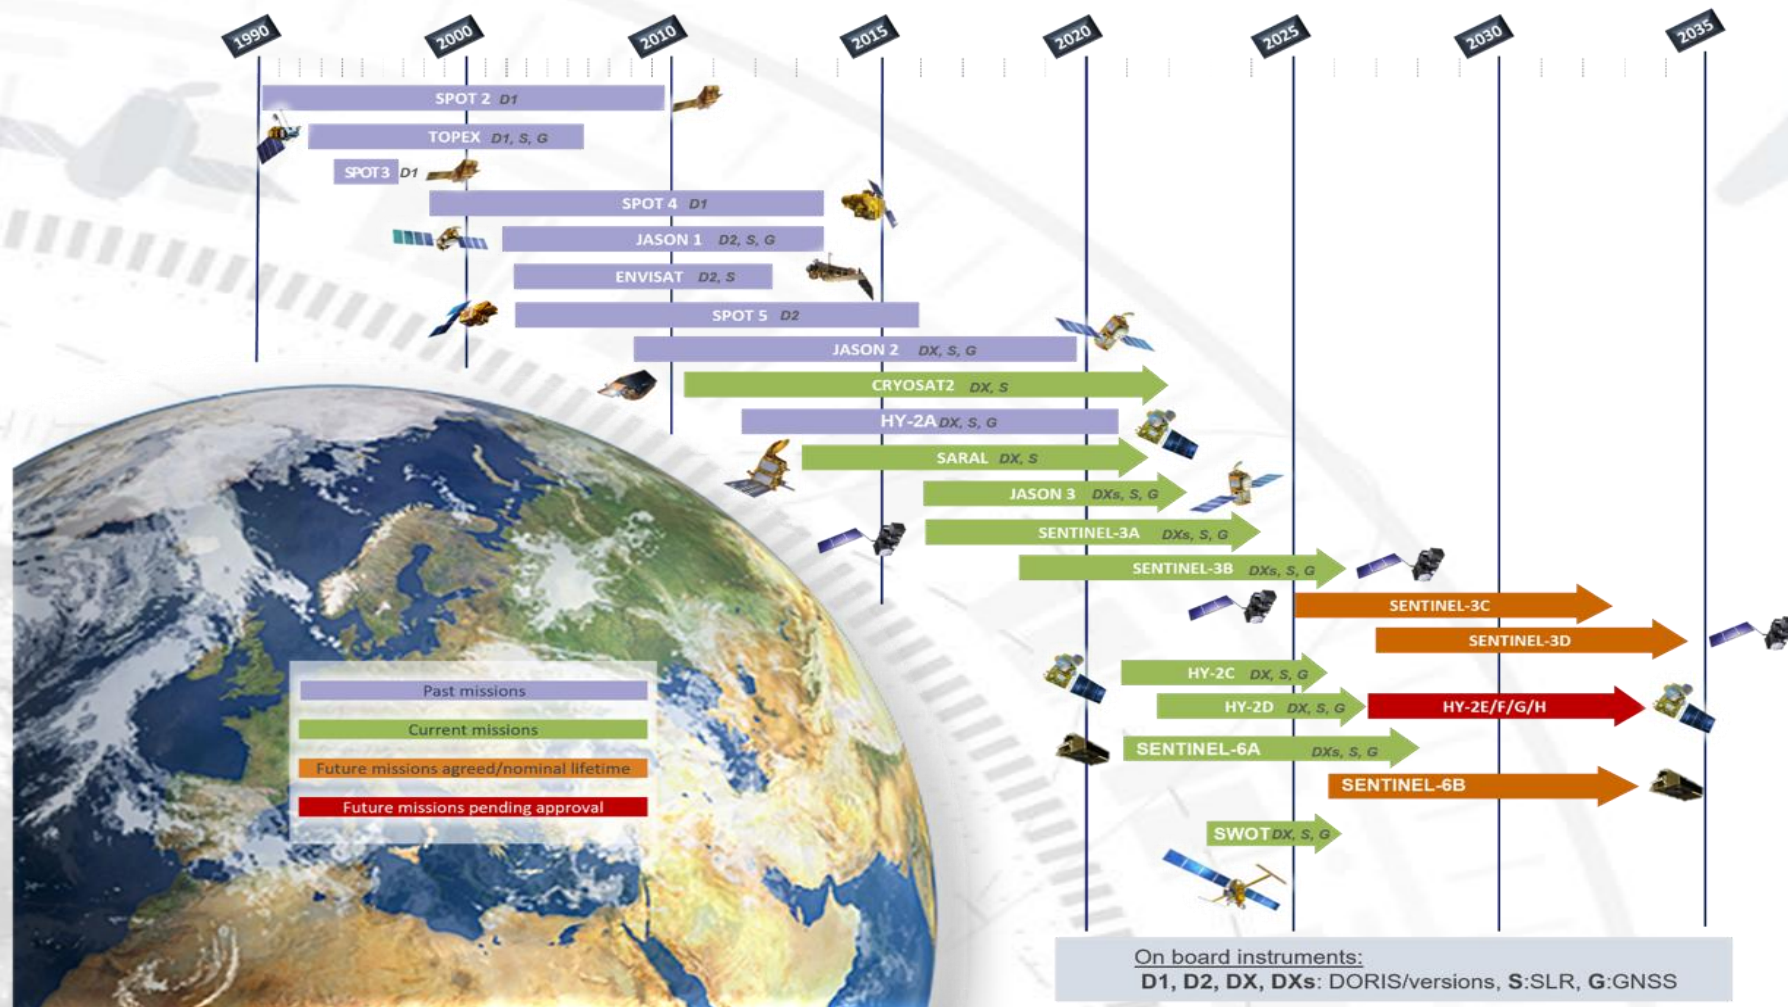 1990 2000 2010 2015 2020 2025 2030 2035
SPOT 2 D1
TOPEX D1, S, G
SPOT3 D1
SPOT 4 D1
JASON 1 D2, S, G
ENVISAT D2, S
SPOT 5 D2
JASON 2 DX, S, G
CRYOSAT2 DX, S
HY-2A DX, S, G
SARAL DX, S
JASON 3 DXs, S, G
SENTINEL-3A DXs, S, G
SENTINEL-3B DXs, S, G
SENTINEL-3C
SENTINEL-3D
HY-2C DX, S, G
HY-2D DX, S, G HY-2E/F/G/H
SENTINEL-6A DXs, S, G
SENTINEL-6B
SWOT DX, S, G
Past missions
Current missions
Future missions agreed/nominal lifetime
Future missions pending approval
On board instruments:
D1, D2, DX, DXs: DORIS/versions, S:SLR, G:GNSS